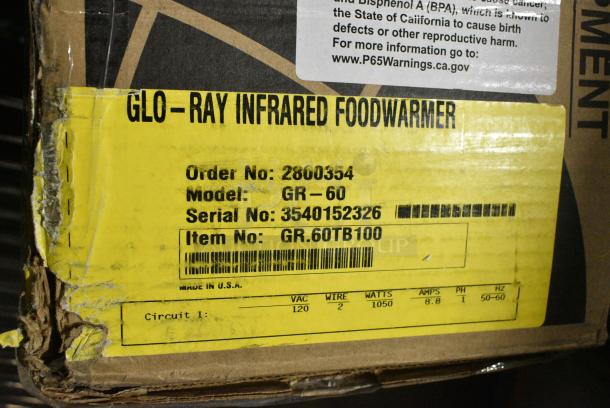 cause cancer,
and Bisphenol A (BPA), which is known to
the State of California to cause birth
defects or other reproductive harm.
For more information go to:
www.P65Warnings.ca.gov
PMENT
GLO-RAY INFRARED FOODWARMER
Order No: 2800354
Model: GR-60
Serial No: 3540152326
Item No: GR.60TB100
MADE IN U.S.A.
VAC WIRE WATTS AMPS PH HZ
Circuit 1: 120 2 1050 8.8 1 50-60